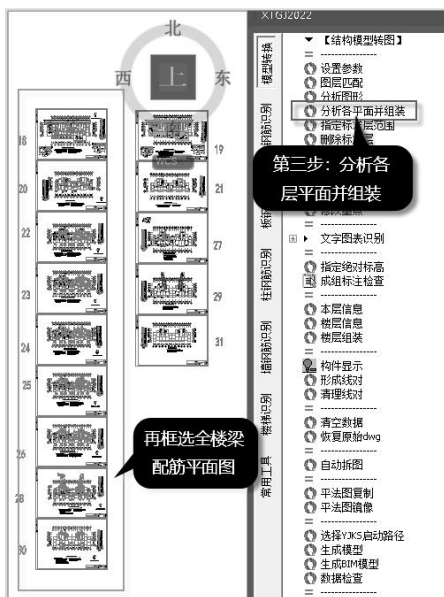 XTGJ2022
北
西
上
东
18
19
20
21
22
27
23
29
24
31
25
26
28
30
再框选全楼梁
配筋平面图
第三步：分析各
层平面并组装
模型转换
柱钢筋识别
墙钢筋识别
楼梯识别
常用工具
【结构模型转图】
设置参数
图层匹配
分析图形
分析各平面并组装
指定标准层范围
文字图表识别
指定绝对标高
成组标注检查
本层信息
楼层信息
楼层组装
构件显示
形成线对
清理线对
清空数据
恢复原始dwg
自动拆图
平法图复制
平法图镜像
选择YJKS启动路径
生成模型
生成BIM模型
数据检查